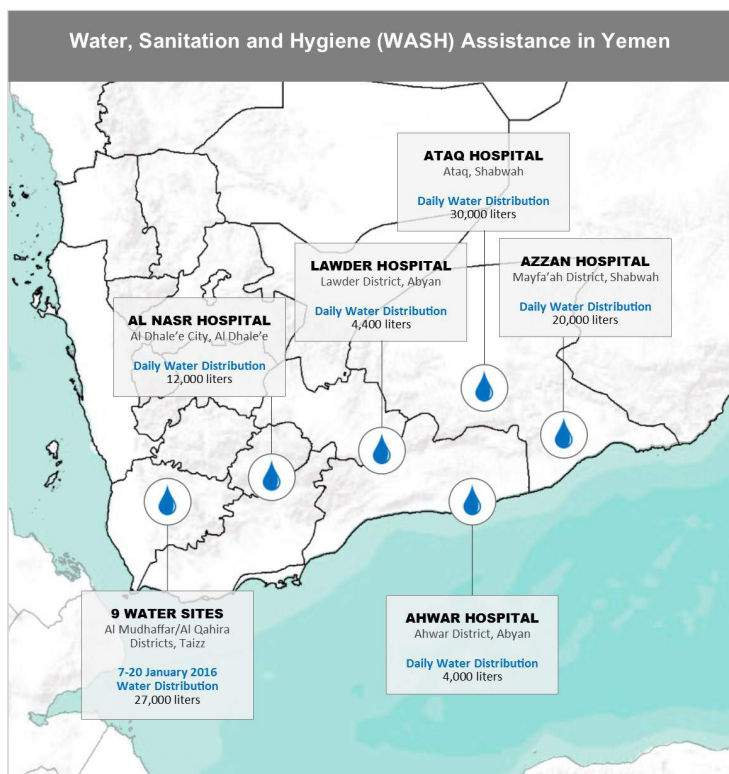 Water, Sanitation and Hygiene (WASH) Assistance in Yemen
ATAQ HOSPITAL
Ataq, Shabwah
Daily Water Distribution
30,000 liters
LAWDER HOSPITAL
Lawder District, Abyan
Daily Water Distribution
4,400 liters
AZZAN HOSPITAL
Mayfa'ah District, Shabwah
Daily Water Distribution
20,000 liters
AL NASR HOSPITAL
Al Dhale'e City, Al Dhale'e
Daily Water Distribution
12,000 liters
9 WATER SITES
Al Mudhaffar/Al Qahira
Districts, Taizz
7-20 January 2016
Water Distribution
27,000 liters
AHWAR HOSPITAL
Ahwar District, Abyan
Daily Water Distribution
4,000 liters